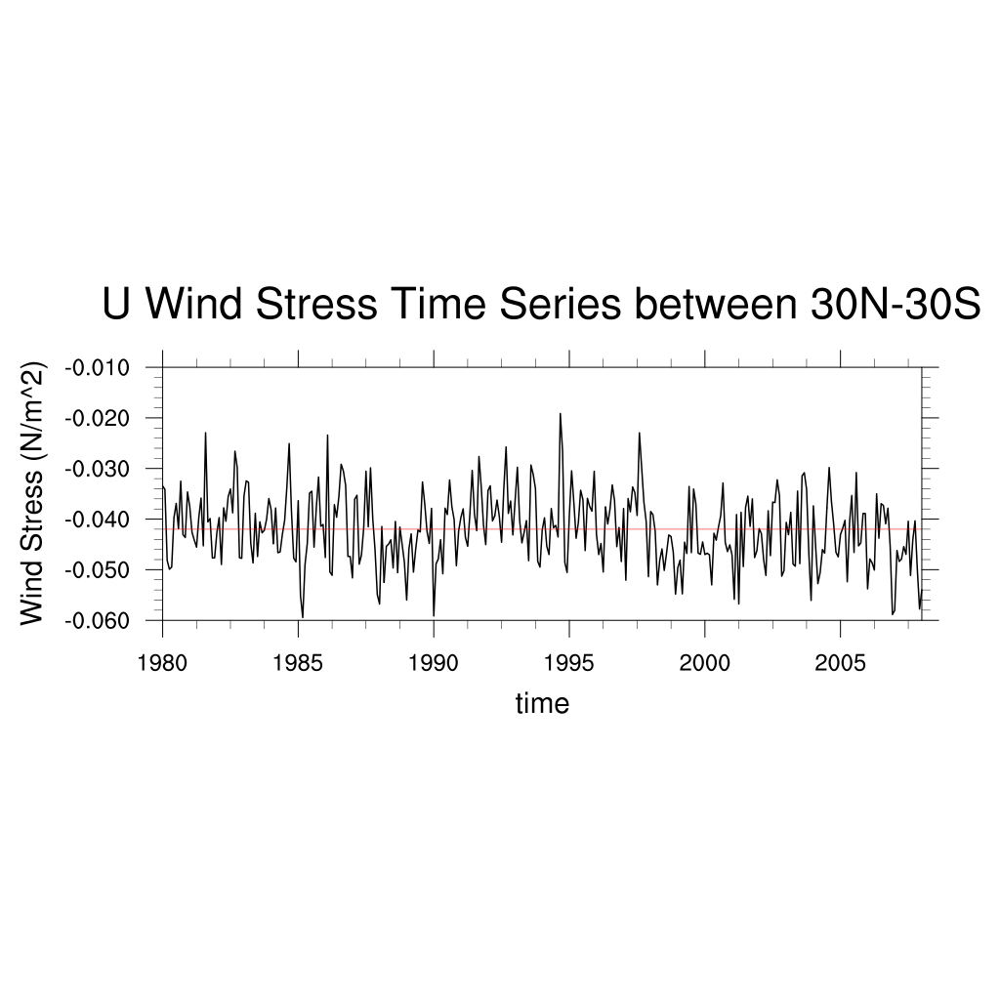 U Wind Stress Time Series between 30N-30S
Wind Stress (N/m^2)
-0.010
-0.020
-0.030
-0.040
-0.050
-0.060
1980 1985 1990 1995 2000 2005
time